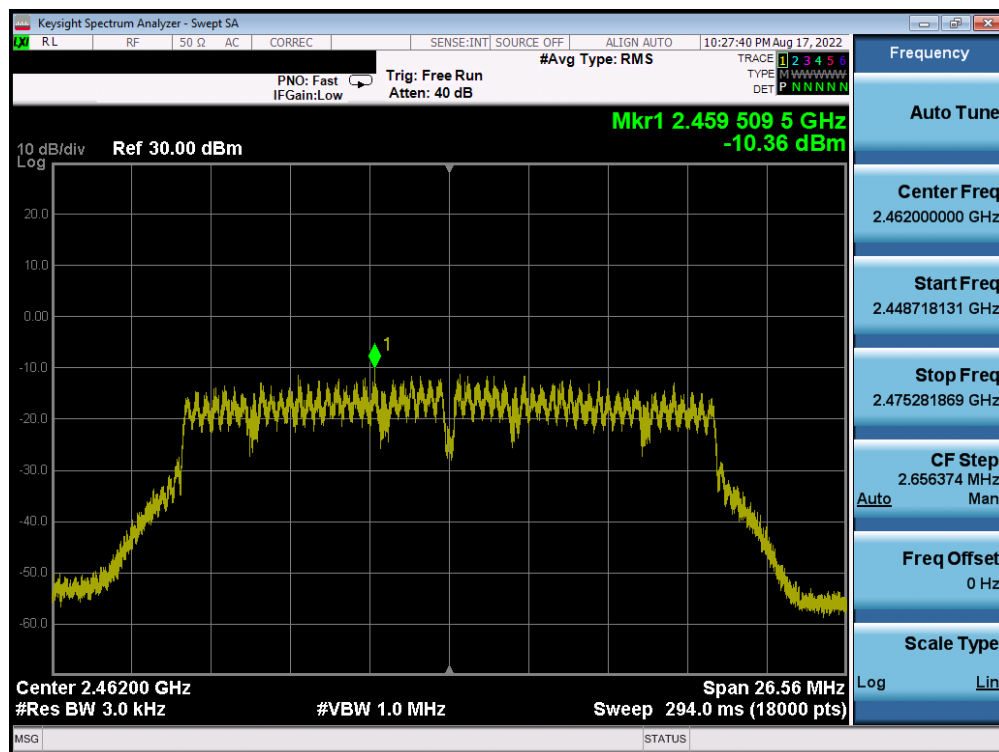 Keysight Spectrum Analyzer - Swept SA
LXI RL RF 50 Ω AC CORREC SENSE:INT SOURCE OFF ALIGN AUTO 10:27:40 PM Aug 17, 2022
#Avg Type: RMS
TRACE 1 2 3 4 5 6
PNO: Fast Trig: Free Run
TYPE M WWWWW
IFGain:Low Atten: 40 dB
DET P N N N N N
Mkr1 2.459 509 5 GHz
-10.36 dBm
10 dB/div Ref 30.00 dBm
Log
20.0
10.0
0.00
1
-10.0
-20.0
-30.0
-40.0
-50.0
-60.0
Center 2.46200 GHz Span 26.56 MHz
#Res BW 3.0 kHz #VBW 1.0 MHz Sweep 294.0 ms (18000 pts)
MSG STATUS
Frequency
Auto Tune
Center Freq
2.462000000 GHz
Start Freq
2.448718131 GHz
Stop Freq
2.475281869 GHz
CF Step
2.656374 MHz
Auto Man
Freq Offset
0 Hz
Scale Type
Log Lin